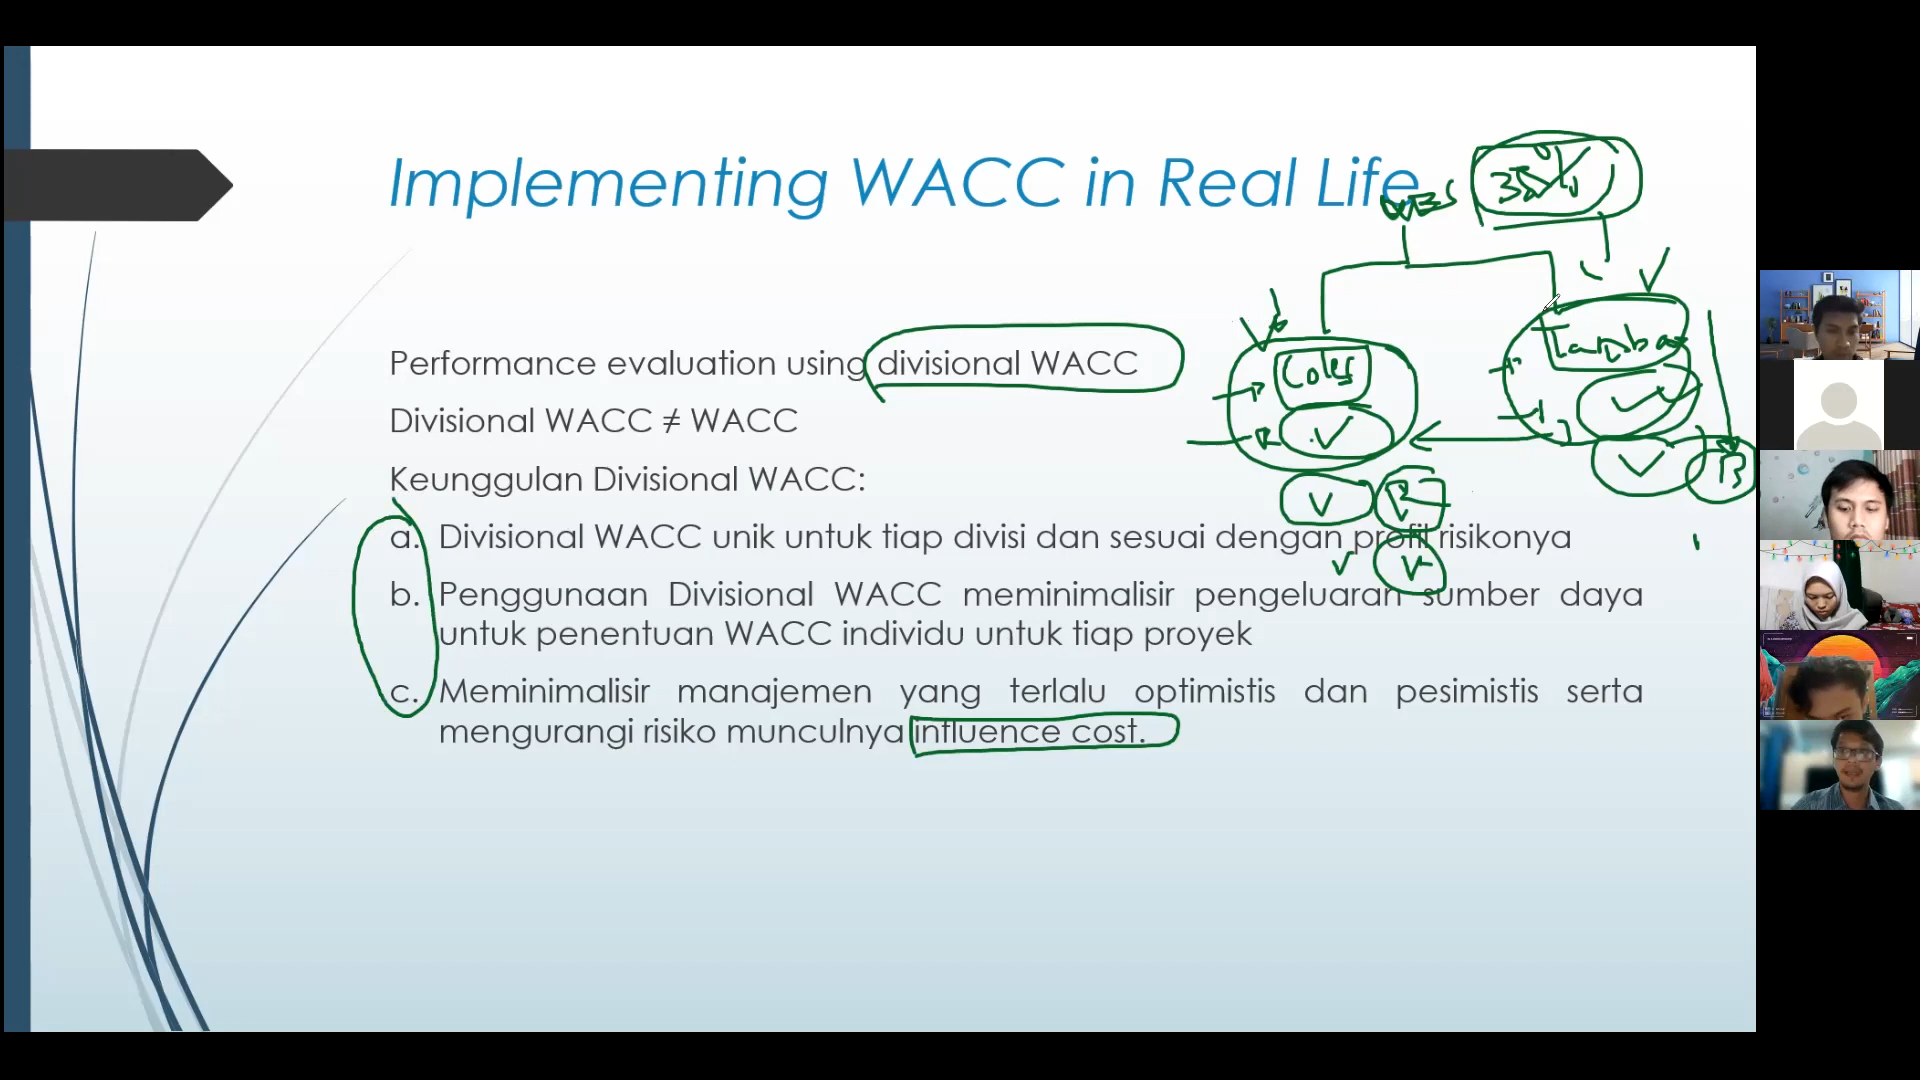 Implementing WACC in Real Life
WES
35%
Coles
Performance evaluation using divisional WACC
Divisional WACC ≠ WACC
Keunggulan Divisional WACC:
a. Divisional WACC unik untuk tiap divisi dan sesuai dengan profil risikonya
b. Penggunaan Divisional WACC meminimalisir pengeluaran sumber daya
untuk penentuan WACC individu untuk tiap proyek
c. Meminimalisir manajemen yang terlalu optimistis dan pesimistis serta
mengurangi risiko munculnya influence cost.